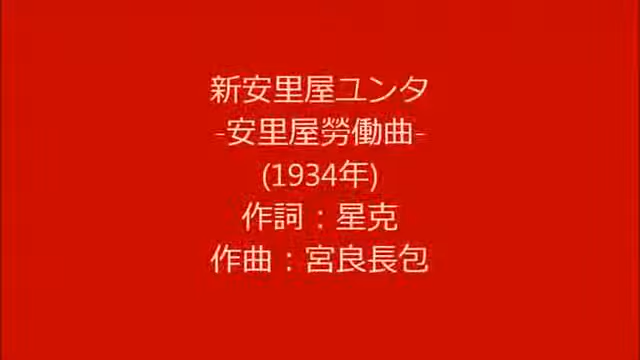 新安里屋ユンタ
-安里屋勞働曲-
(1934年)
作詞：星克
作曲：宮良長包